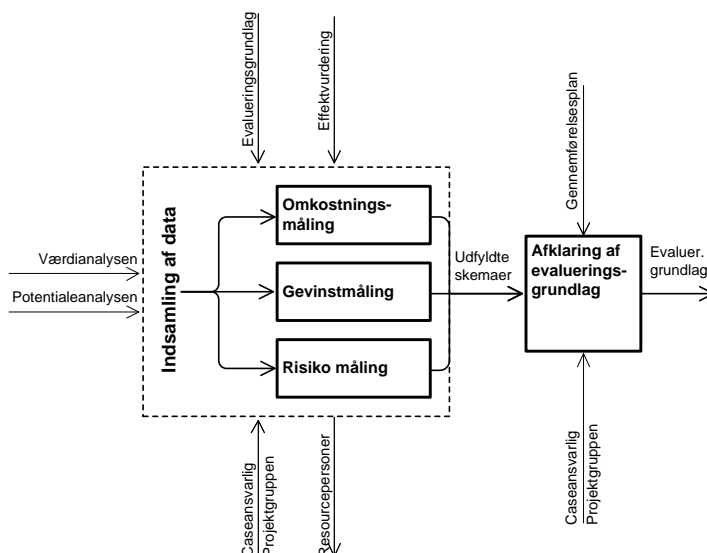 Evalueringsgrundlag
Effektvurdering
Gennemførelsesplan
Værdianalysen
Potentialeanalysen
Indsamling af data
Omkostnings-
måling
Gevinstmåling
Risiko måling
Udfyldte
skemaer
Afklaring af
evaluerings-
grundlag
Evaluer.
grundlag
Caseansvarlig
Projektgruppen
Resourcepersoner
Caseansvarlig
Projektgruppen